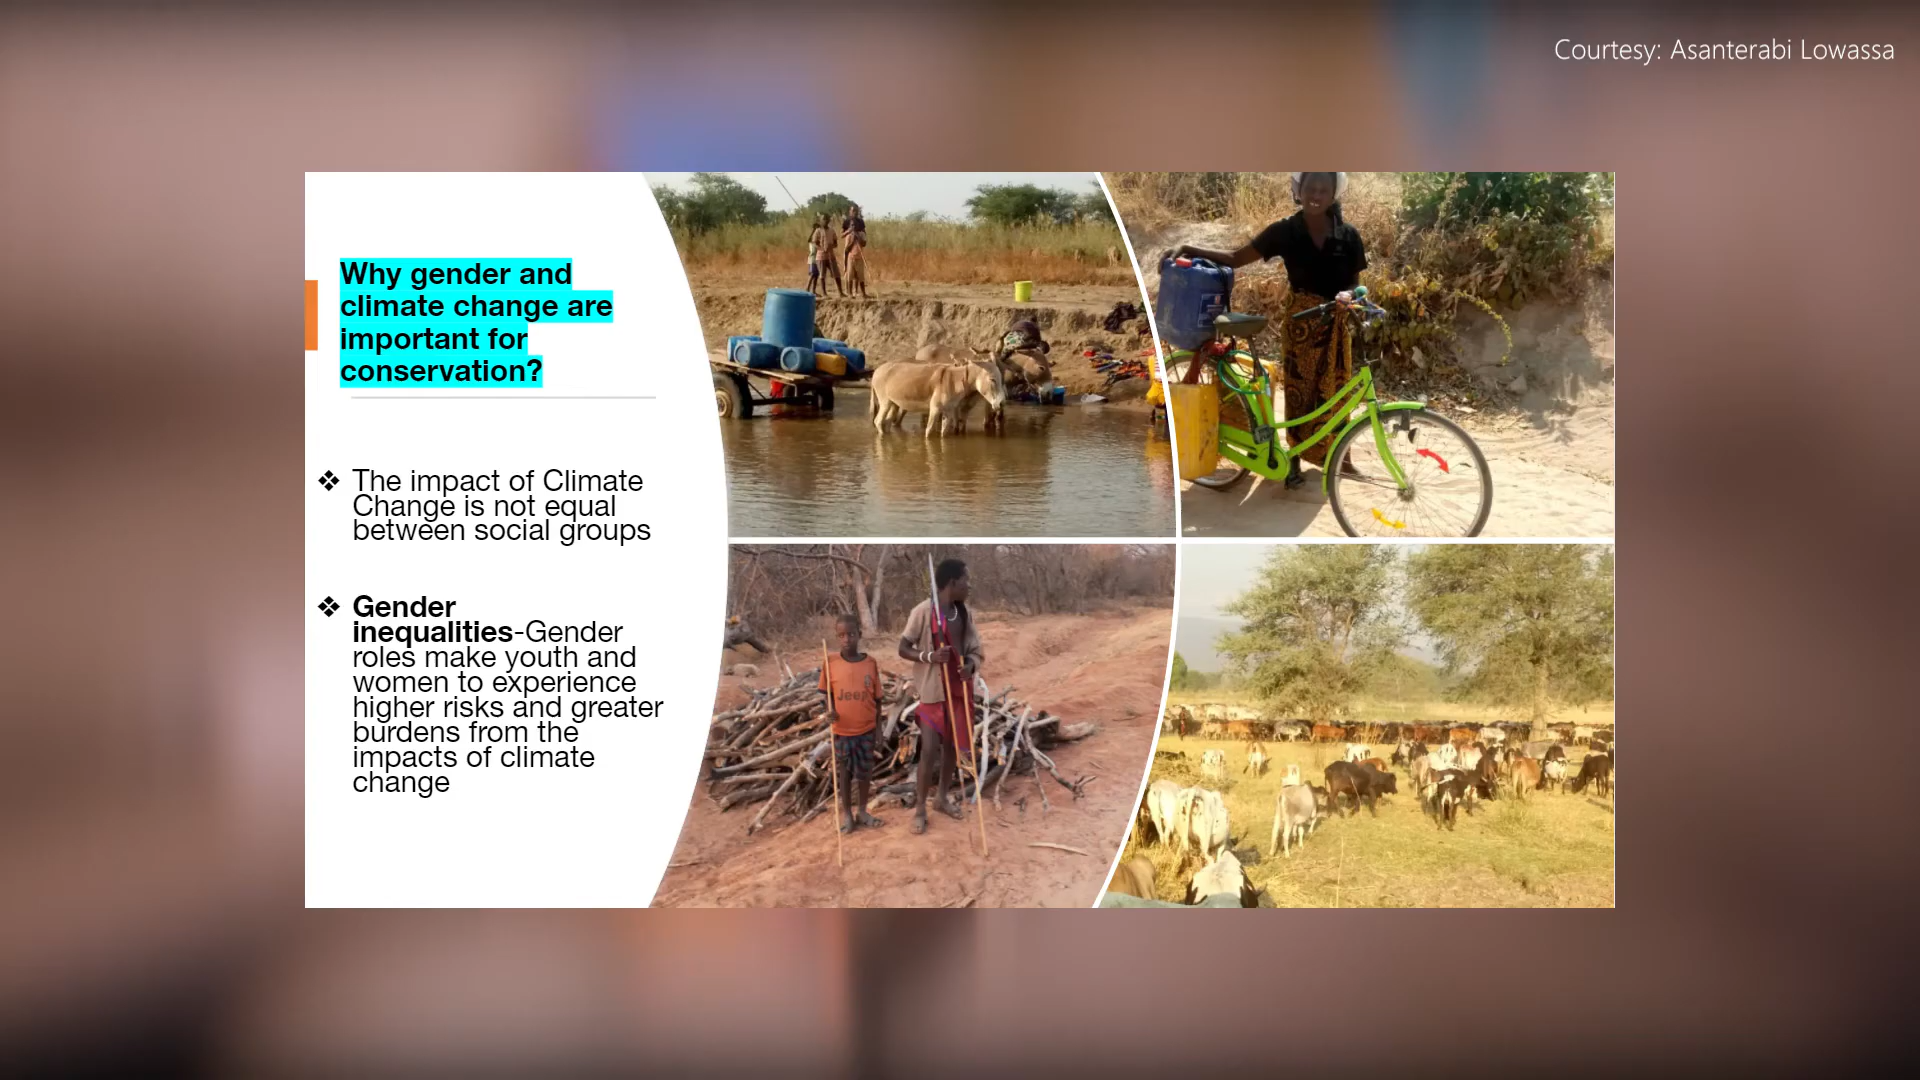 Courtesy: Asanterabi Lowassa
Why gender and
climate change are
important for
conservation?
❖ The impact of Climate
Change is not equal
between social groups
❖ Gender
inequalities-Gender
roles make youth and
women to experience
higher risks and greater
burdens from the
impacts of climate
change
Jeep